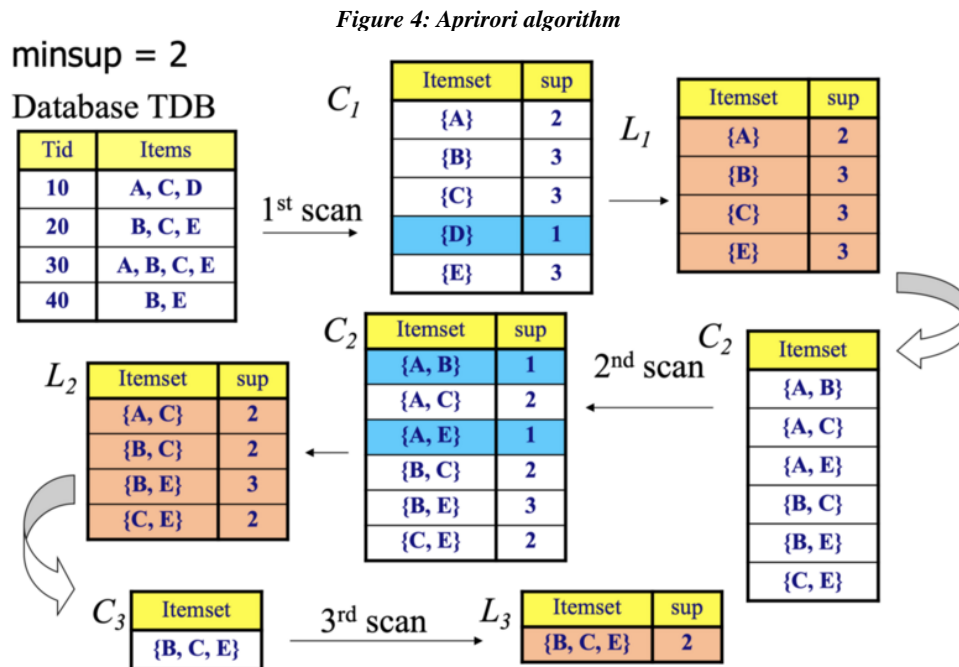 Figure 4: Aprirori algorithm
minsup = 2
Database TDB
Tid Items
10 A, C, D
20 B, C, E
30 A, B, C, E
40 B, E
1st scan
C1
Itemset sup
{A} 2
{B} 3
{C} 3
{D} 1
{E} 3
L1
Itemset sup
{A} 2
{B} 3
{C} 3
{E} 3
C2
Itemset
{A, B}
{A, C}
{A, E}
{B, C}
{B, E}
{C, E}
2nd scan
C2
Itemset sup
{A, B} 1
{A, C} 2
{A, E} 1
{B, C} 2
{B, E} 3
{C, E} 2
L2
Itemset sup
{A, C} 2
{B, C} 2
{B, E} 3
{C, E} 2
C3
Itemset
{B, C, E}
3rd scan
L3
Itemset sup
{B, C, E} 2